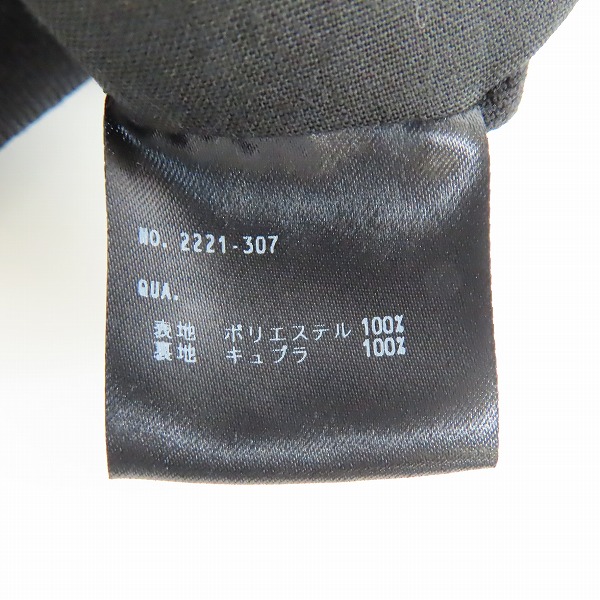 NO. 2221-307
QUA.
表地 ポリエステル 100%
裏地 キュプラ 100%